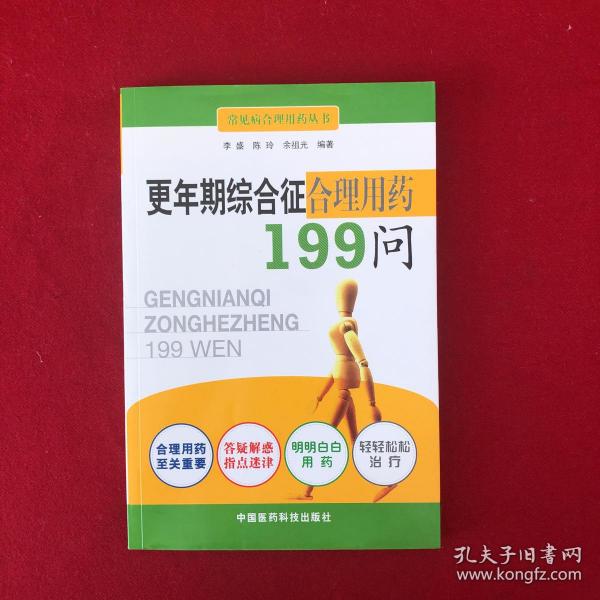 常见病合理用药丛书
李盛 陈玲 余祖光 编著
更年期综合征合理用药
199问
GENGNIANQI
ZONGHEZHENG
199 WEN
合理用药
至关重要
答疑解惑
指点迷津
明明白白
用药
轻轻松松
治疗
中国医药科技出版社
孔夫子旧书网
www.kongfz.com